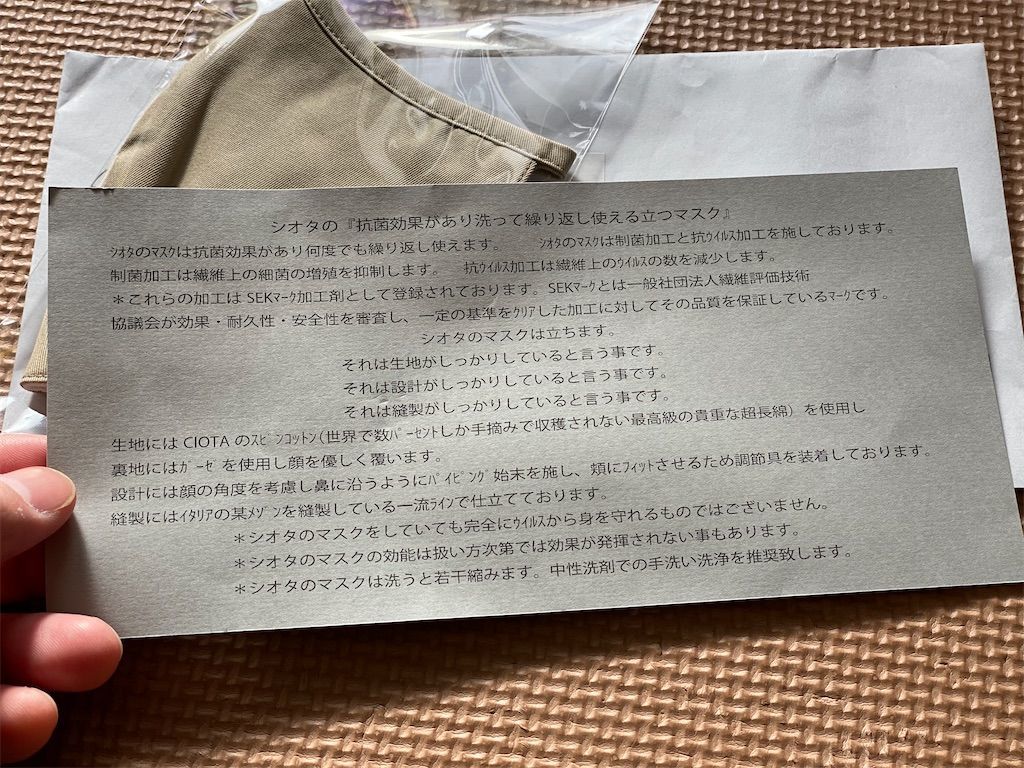 シオタの『抗菌効果があり洗って繰り返し使える立つマスク』
ｼｵﾀのﾏｽｸは抗菌効果があり何度でも繰り返し使えます。　ｼｵﾀのﾏｽｸは制菌加工と抗ｳｲﾙｽ加工を施しております。
制菌加工は繊維上の細菌の増殖を抑制します。　抗ｳｲﾙｽ加工は繊維上のｳｲﾙｽの数を減少します。
＊これらの加工は SEKﾏｰｸ加工剤として登録されております。SEKﾏｰｸとは一般社団法人繊維評価技術
協議会が効果・耐久性・安全性を審査し、一定の基準をｸﾘｱした加工に対してその品質を保証しているﾏｰｸです。
シオタのマスクは立ちます。
それは生地がしっかりしていると言う事です。
それは設計がしっかりしていると言う事です。
それは縫製がしっかりしていると言う事です。
生地には CIOTA のｽﾋﾞﾝｺｯﾄﾝ(世界で数ﾊﾟｰｾﾝﾄしか手摘みで収穫されない最高級の貴重な超長綿）を使用し
裏地にはｶﾞｰｾﾞを使用し顔を優しく覆います。
設計には顔の角度を考慮し鼻に沿うようにﾊﾟｲﾋﾟﾝｸﾞ始末を施し、頬にﾌｨｯﾄさせるため調節具を装着しております。
縫製にはｲﾀﾘｱの某ﾒｿﾞﾝを縫製している一流ﾗｲﾝで仕立てております。
＊シオタのマスクをしていても完全にｳｲﾙｽから身を守れるものではございません。
＊シオタのマスクの効能は扱い方次第では効果が発揮されない事もあります。
＊シオタのマスクは洗うと若干縮みます。中性洗剤での手洗い洗浄を推奨致します。